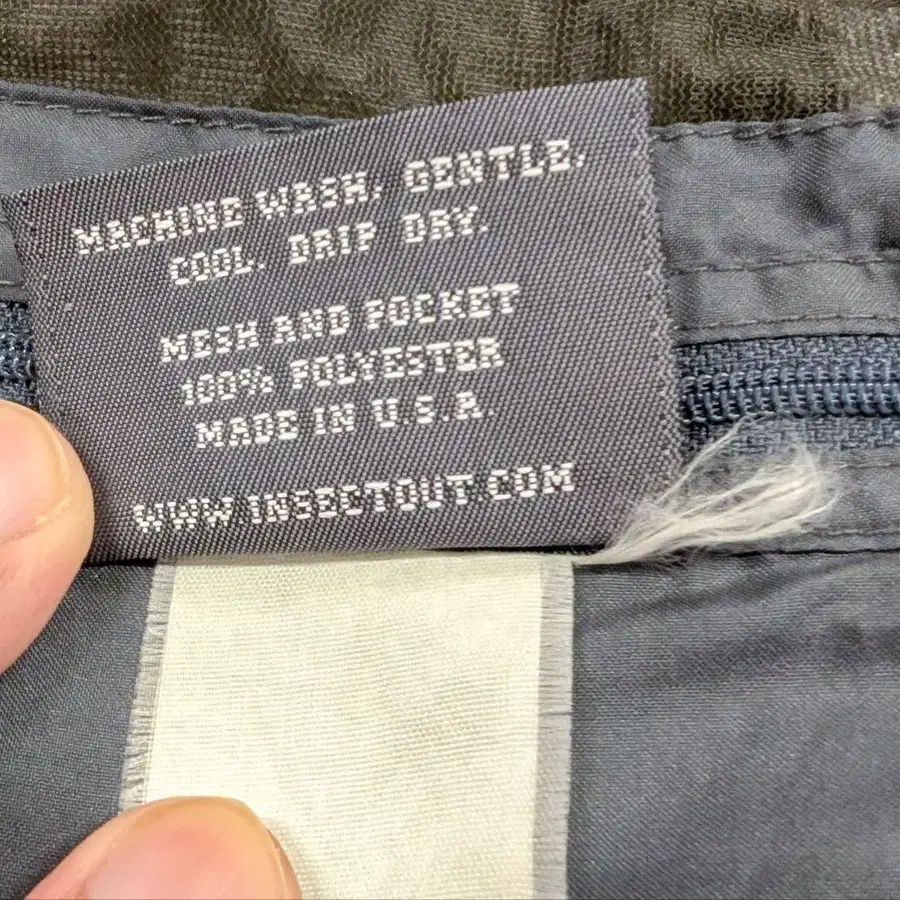 MACHINE WASH, GENTLE,
COOL. DRIP DRY.
MESH AND POCKET
100% POLYESTER
MADE IN U.S.A.
WWW.INSECTOUT.COM